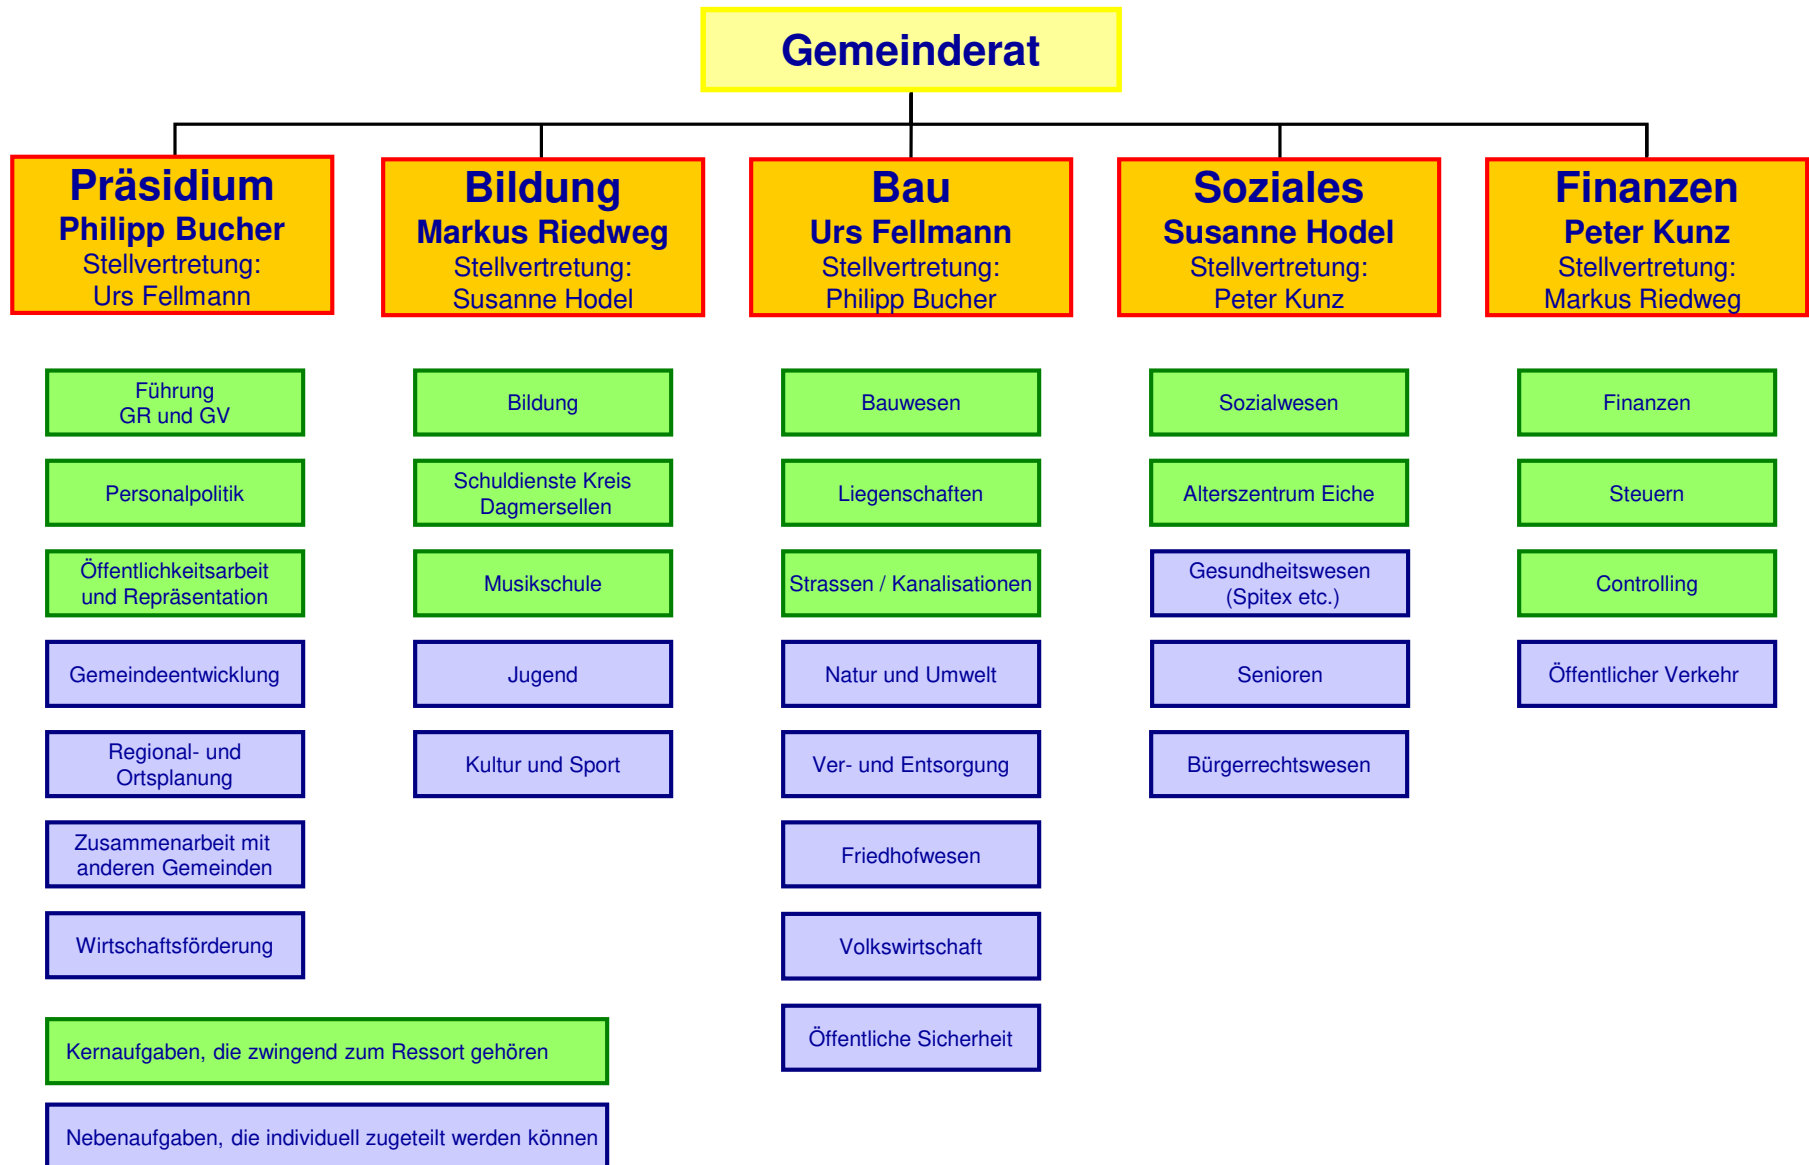 Gemeinderat
Präsidium
Philipp Bucher
Stellvertretung:
Urs Fellmann
Bildung
Markus Riedweg
Stellvertretung:
Susanne Hodel
Bau
Urs Fellmann
Stellvertretung:
Philipp Bucher
Soziales
Susanne Hodel
Stellvertretung:
Peter Kunz
Finanzen
Peter Kunz
Stellvertretung:
Markus Riedweg
Führung
GR und GV
Personalpolitik
Öffentlichkeitsarbeit
und Repräsentation
Gemeindeentwicklung
Regional- und
Ortsplanung
Zusammenarbeit mit
anderen Gemeinden
Wirtschaftsförderung
Bildung
Schuldienste Kreis
Dagmersellen
Musikschule
Jugend
Kultur und Sport
Bauwesen
Liegenschaften
Strassen / Kanalisationen
Natur und Umwelt
Ver- und Entsorgung
Friedhofwesen
Volkswirtschaft
Öffentliche Sicherheit
Sozialwesen
Alterszentrum Eiche
Gesundheitswesen
(Spitex etc.)
Senioren
Bürgerrechtswesen
Finanzen
Steuern
Controlling
Öffentlicher Verkehr
Kernaufgaben, die zwingend zum Ressort gehören
Nebenaufgaben, die individuell zugeteilt werden können